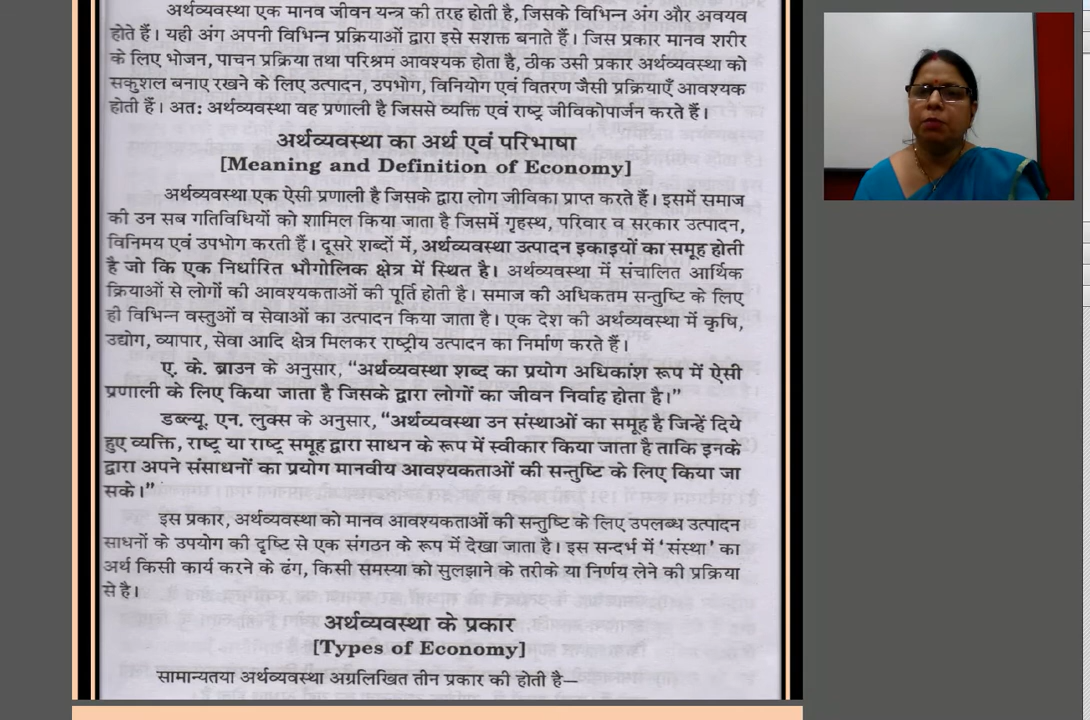 अर्थव्यवस्था एक मानव जीवन यन्त्र की तरह होती है, जिसके विभिन्न अंग और अवयव
होते हैं। यही अंग अपनी विभिन्न प्रक्रियाओं द्वारा इसे सशक्त बनाते हैं। जिस प्रकार मानव शरीर
के लिए भोजन, पाचन प्रक्रिया तथा परिश्रम आवश्यक होता है, ठीक उसी प्रकार अर्थव्यवस्था को
सकुशल बनाए रखने के लिए उत्पादन, उपभोग, विनियोग एवं वितरण जैसी प्रक्रियाएँ आवश्यक
होती हैं। अतः अर्थव्यवस्था वह प्रणाली है जिससे व्यक्ति एवं राष्ट्र जीविकोपार्जन करते हैं।
अर्थव्यवस्था का अर्थ एवं परिभाषा
[Meaning and Definition of Economy]
अर्थव्यवस्था एक ऐसी प्रणाली है जिसके द्वारा लोग जीविका प्राप्त करते हैं। इसमें समाज
की उन सब गतिविधियों को शामिल किया जाता है जिसमें गृहस्थ, परिवार व सरकार उत्पादन,
विनिमय एवं उपभोग करती हैं। दूसरे शब्दों में, अर्थव्यवस्था उत्पादन इकाइयों का समूह होती
है जो कि एक निर्धारित भौगोलिक क्षेत्र में स्थित है। अर्थव्यवस्था में संचालित आर्थिक
क्रियाओं से लोगों की आवश्यकताओं की पूर्ति होती है। समाज की अधिकतम सन्तुष्टि के लिए
ही विभिन्न वस्तुओं व सेवाओं का उत्पादन किया जाता है। एक देश की अर्थव्यवस्था में कृषि,
उद्योग, व्यापार, सेवा आदि क्षेत्र मिलकर राष्ट्रीय उत्पादन का निर्माण करते हैं।
ए. के. ब्राउन के अनुसार, “अर्थव्यवस्था शब्द का प्रयोग अधिकांश रूप में ऐसी
प्रणाली के लिए किया जाता है जिसके द्वारा लोगों का जीवन निर्वाह होता है।”
डब्ल्यू. एन. लुक्स के अनुसार, “अर्थव्यवस्था उन संस्थाओं का समूह है जिन्हें दिये
हुए व्यक्ति, राष्ट्र या राष्ट्र समूह द्वारा साधन के रूप में स्वीकार किया जाता है ताकि इनके
द्वारा अपने संसाधनों का प्रयोग मानवीय आवश्यकताओं की सन्तुष्टि के लिए किया जा
सके।”
इस प्रकार, अर्थव्यवस्था को मानव आवश्यकताओं की सन्तुष्टि के लिए उपलब्ध उत्पादन
साधनों के उपयोग की दृष्टि से एक संगठन के रूप में देखा जाता है। इस सन्दर्भ में ‘संस्था’ का
अर्थ किसी कार्य करने के ढंग, किसी समस्या को सुलझाने के तरीके या निर्णय लेने की प्रक्रिया
से है।
अर्थव्यवस्था के प्रकार
[Types of Economy]
सामान्यतया अर्थव्यवस्था अग्रलिखित तीन प्रकार की होती है—